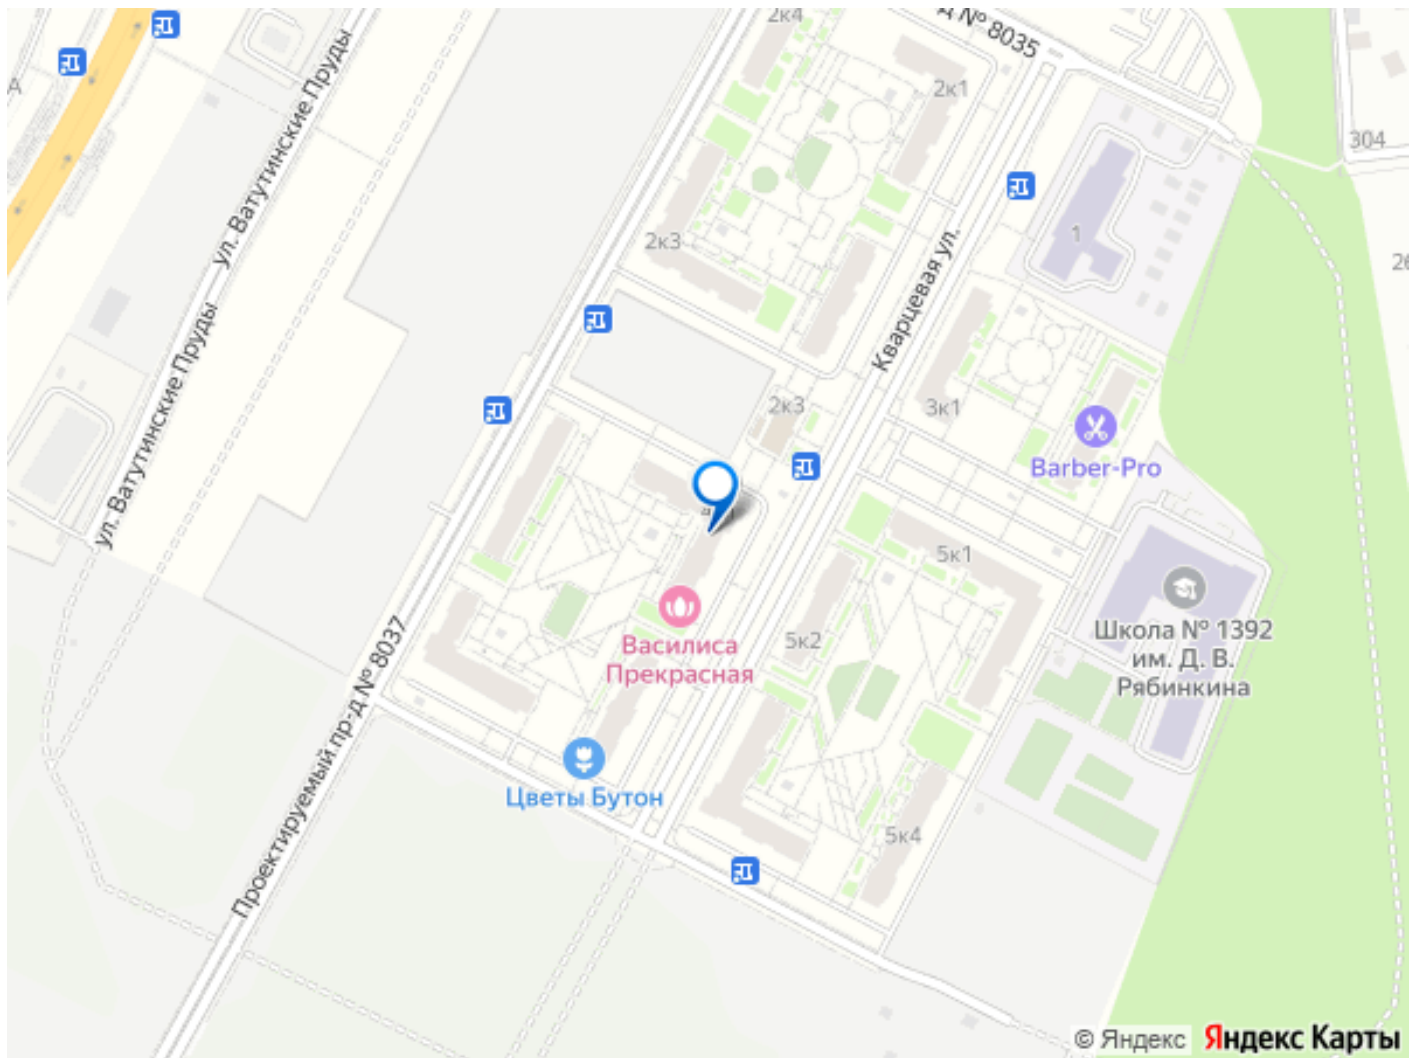 2к4
д № 8035
2к1
304
А
ул. Ватутинские Пруды
1
2к3
26
Кварцевая ул.
ул. Ватутинские Пруды
2к3
3к1
Barber-Pro
5к1
Школа № 1392
им. Д. В.
Рябинкина
5к2
Василиса
Прекрасная
Проектируемый пр-д № 8037
Цветы Бутон
5к4
© Яндекс Яндекс Карты